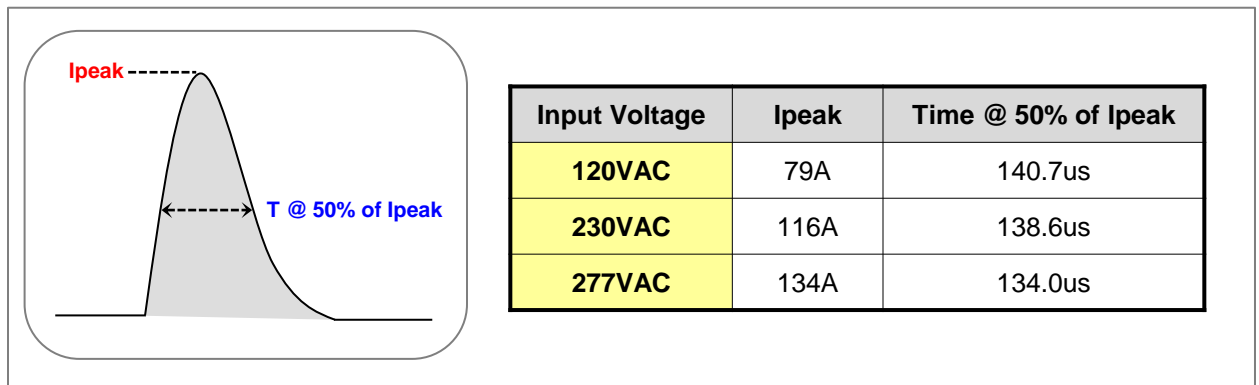 Ipeak
T @ 50% of Ipeak
Input Voltage Ipeak Time @ 50% of Ipeak
120VAC 79A 140.7us
230VAC 116A 138.6us
277VAC 134A 134.0us